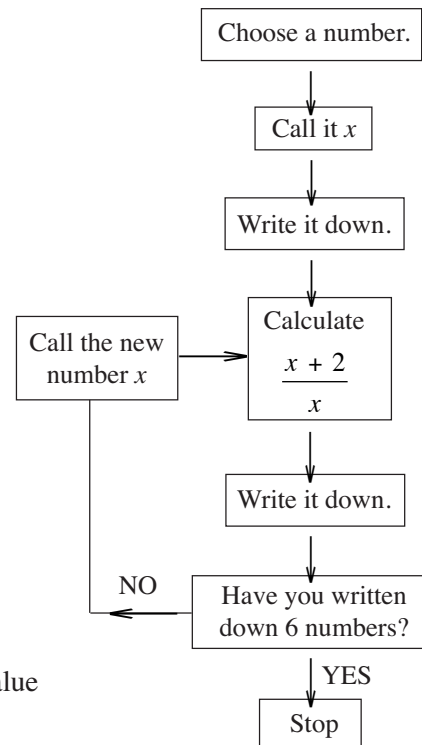 Choose a number.
Call it x
Write it down.
Calculate
x + 2
x
Call the new
number x
Write it down.
NO
Have you written
down 6 numbers?
YES
Stop